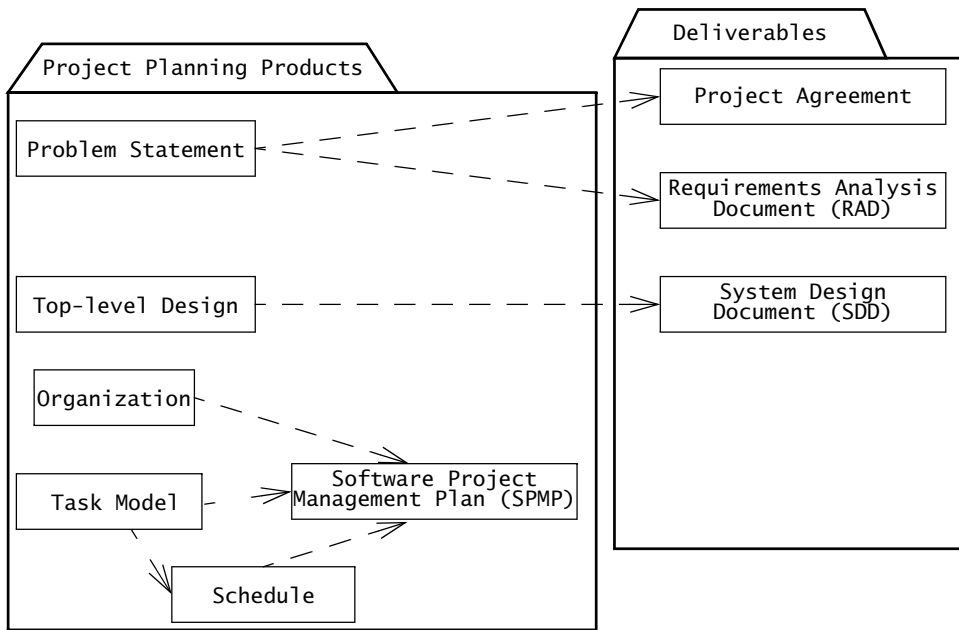 Project Planning Products
Problem Statement
Top-level Design
Organization
Task Model
Software Project
Management Plan (SPMP)
Schedule
Deliverables
Project Agreement
Requirements Analysis
Document (RAD)
System Design
Document (SDD)